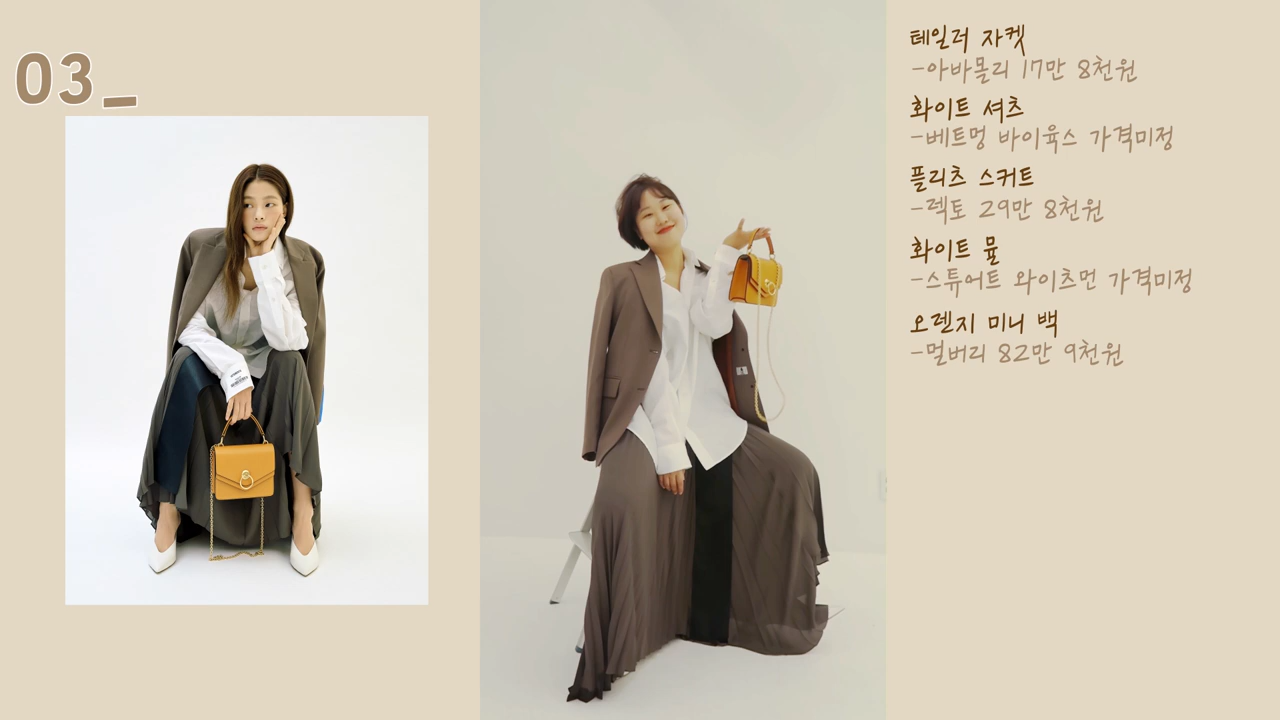 03_
테일러 자켓
-아바몰리 17만 8천원
화이트 셔츠
-베트멍 바이육스 가격미정
플리츠 스커트
-렉토 29만 8천원
화이트 뮬
-스튜어트 와이츠먼 가격미정
오렌지 미니 백
-멀버리 82만 9천원